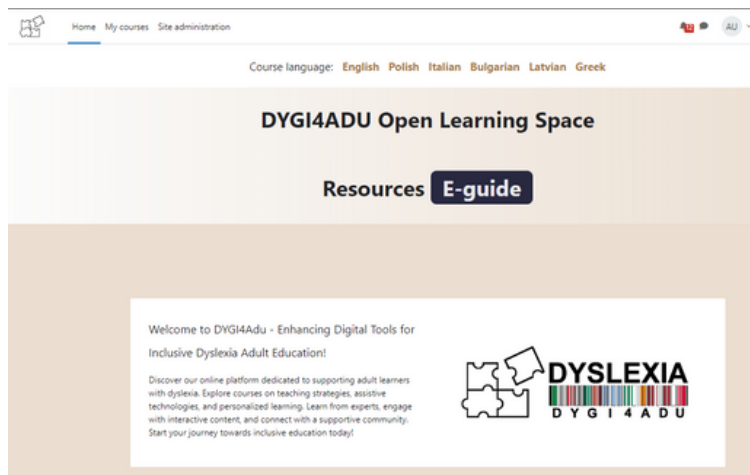 Home My courses Site administration
12 AU
Course language: English Polish Italian Bulgarian Latvian Greek
DYGI4ADU Open Learning Space
Resources E-guide
Welcome to DYGI4Adu - Enhancing Digital Tools for
Inclusive Dyslexia Adult Education!
Discover our online platform dedicated to supporting adult learners
with dyslexia. Explore courses on teaching strategies, assistive
technologies, and personalized learning. Learn from experts, engage
with interactive content, and connect with a supportive community.
Start your journey towards inclusive education today!
DYSLEXIA
DYGI4ADU